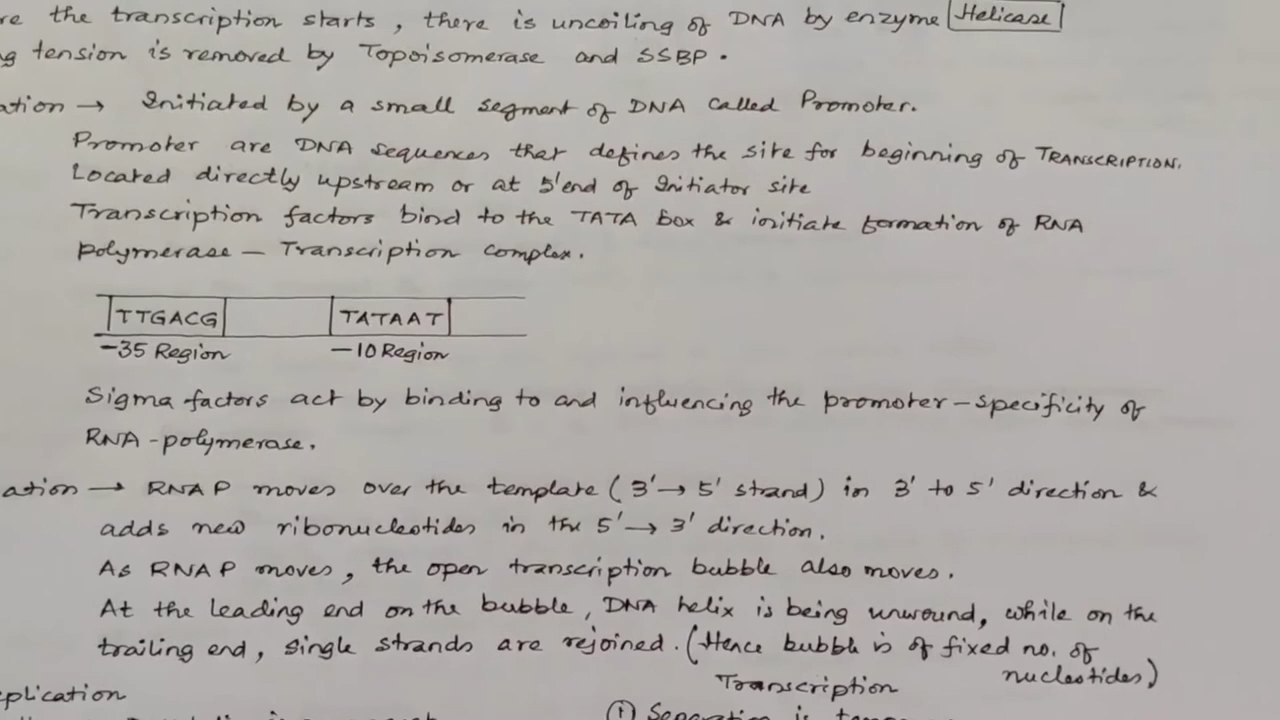 re the transcription starts, there is uncoiling of DNA by enzyme Helicase
g tension is removed by Topoisomerase and SSBP.
ation → Initiated by a small segment of DNA called Promoter.
Promoter are DNA sequences that defines the site for beginning of TRANSCRIPTION.
Located directly upstream or at 5' end of Initiator site
Transcription factors bind to the TATA box & initiate formation of RNA
polymerase – Transcription complex.
TTGACG TATAAT
-35 Region -10 Region
Sigma factors act by binding to and influencing the promoter-specificity of
RNA-polymerase.
ation → RNAP moves over the template (3'→ 5' strand) in 3' to 5' direction &
adds new ribonucleotides in the 5'→ 3' direction.
As RNAP moves, the open transcription bubble also moves.
At the leading end on the bubble, DNA helix is being unwound, while on the
trailing end, single strands are rejoined. (Hence bubble is of fixed no. of
nucleotides)
eplication Transcription
① Separation is